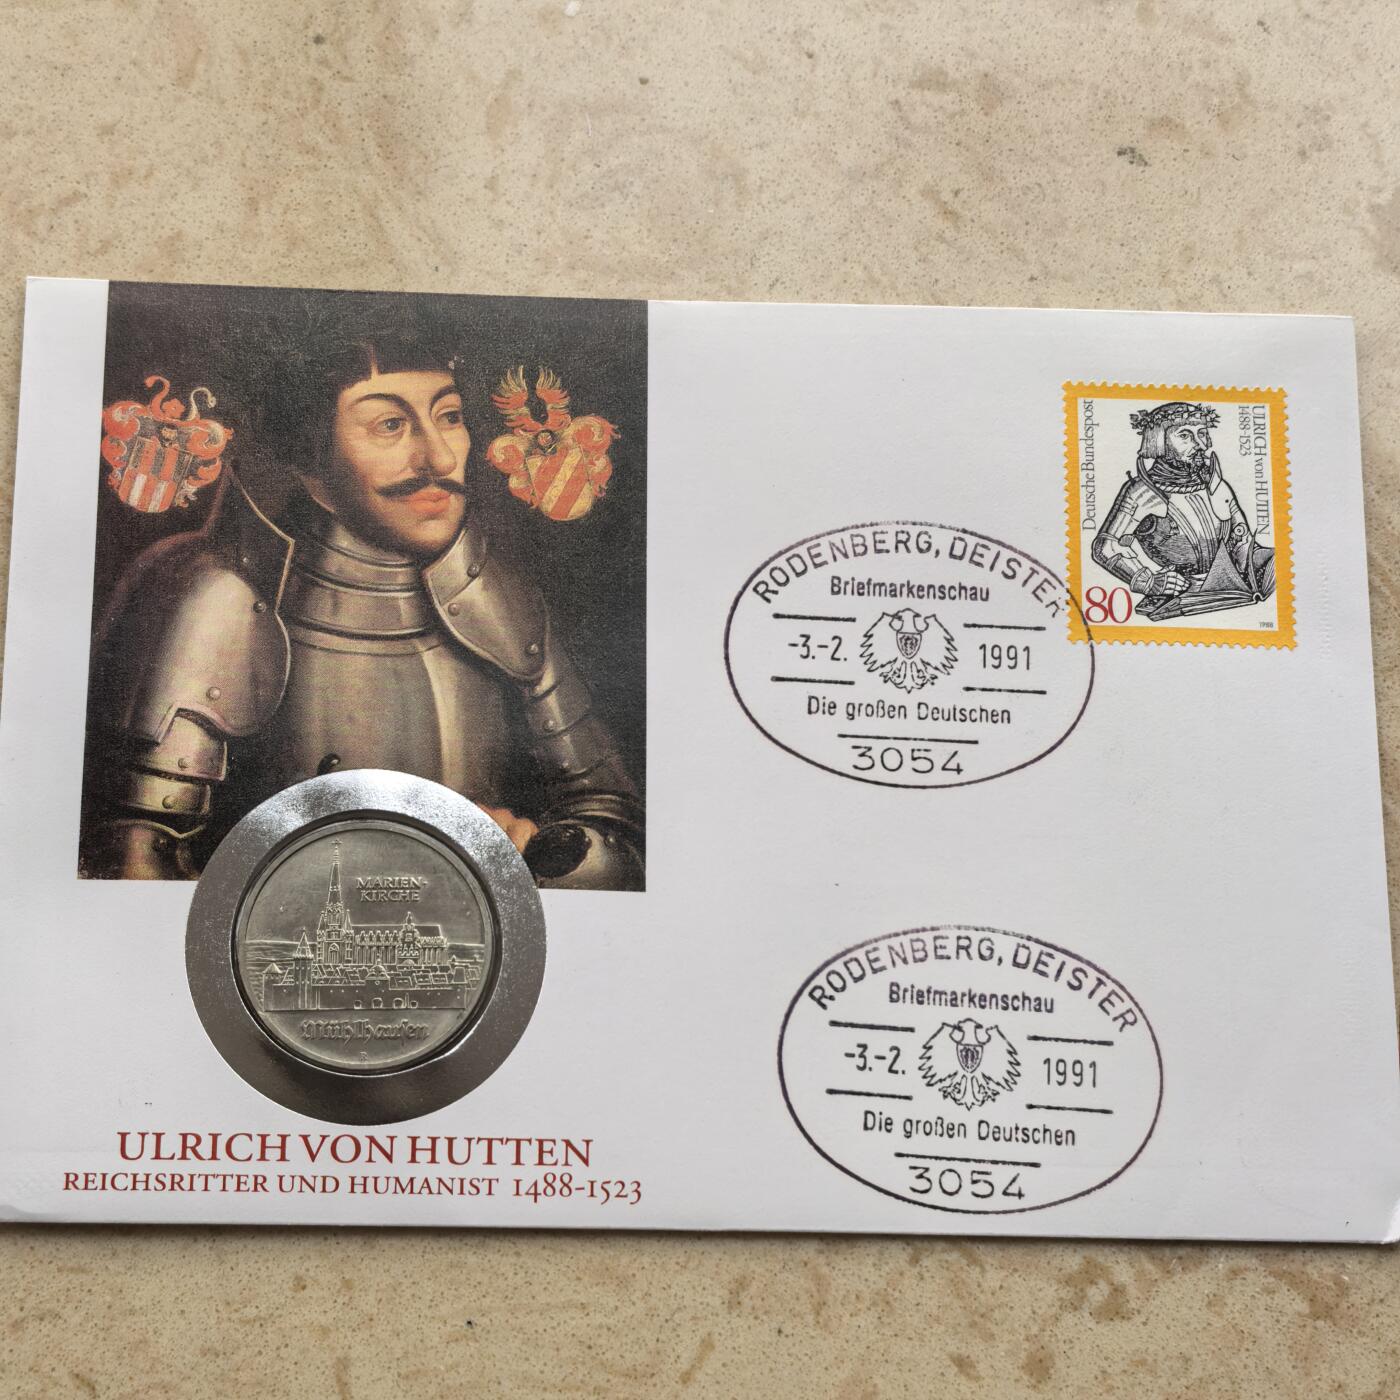 Deutsche Bundespost
ULRICH von HUTTEN
1488-1523
80
1988
RODENBERG, DEISTER
Briefmarkenschau
-3.-2. 1991
Die großen Deutschen
3054
MARIEN-
KIRCHE
Mühlhausen
R
RODENBERG, DEISTER
Briefmarkenschau
-3.-2. 1991
Die großen Deutschen
3054
ULRICH VON HUTTEN
REICHSRITTER UND HUMANIST 1488-1523